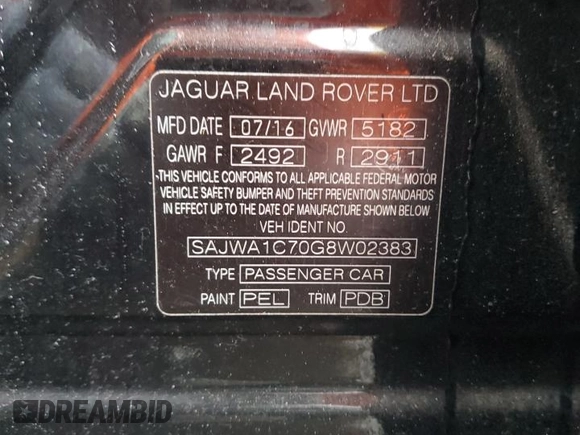 JAGUAR LAND ROVER LTD
MFD DATE 07/16 GVWR 5182
GAWR F 2492 R 2911
THIS VEHICLE CONFORMS TO ALL APPLICABLE FEDERAL MOTOR
VEHICLE SAFETY BUMPER AND THEFT PREVENTION STANDARDS
IN EFFECT UP TO THE DATE OF MANUFACTURE SHOWN BELOW
VEH IDENT NO.
SAJWA1C70G8W02383
TYPE PASSENGER CAR
PAINT PEL TRIM PDB
DREAMBID